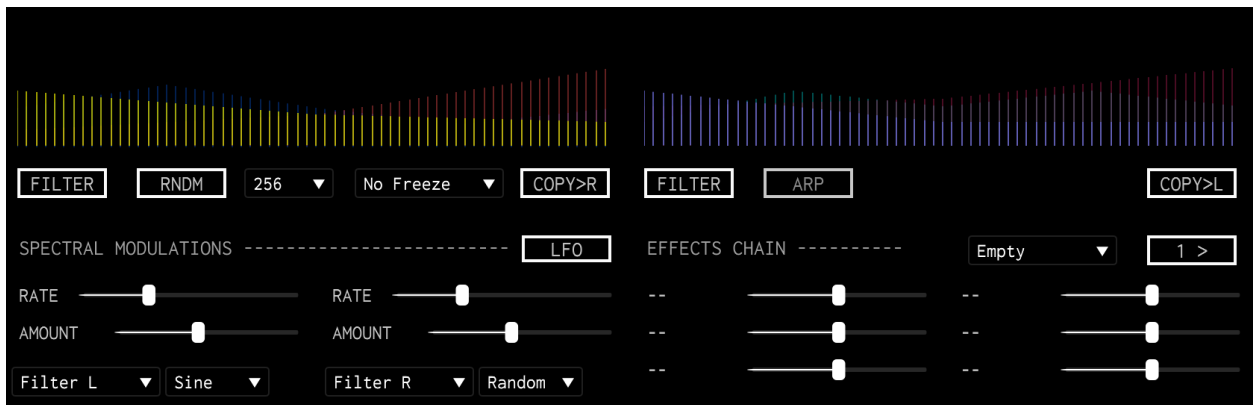 FILTER RNDM 256 ▼ No Freeze ▼ COPY>R FILTER ARP COPY>L
SPECTRAL MODULATIONS ------------------------ LFO EFFECTS CHAIN ---------- Empty ▼ 1 >
RATE RATE -- --
AMOUNT AMOUNT -- --
-- --
Filter L ▼ Sine ▼ Filter R ▼ Random ▼